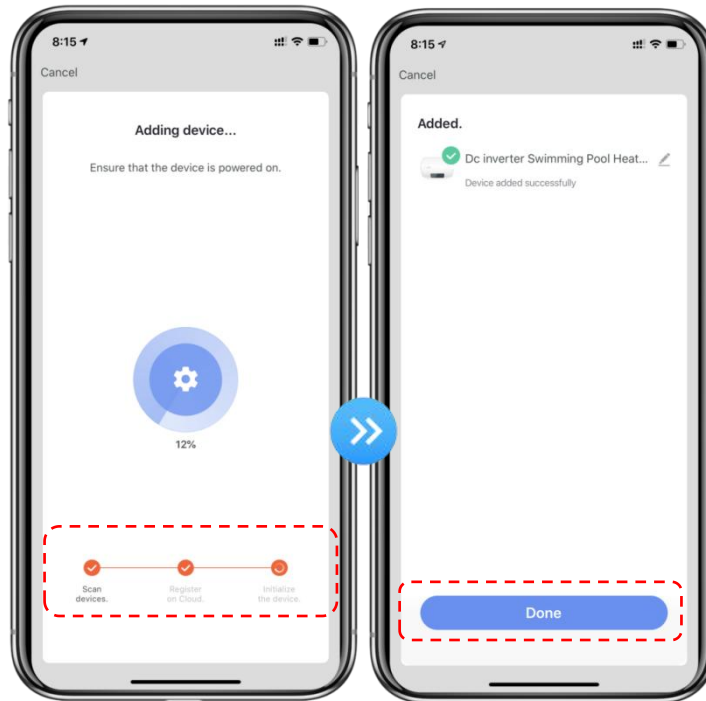 8:15
Cancel
Adding device...
Ensure that the device is powered on.
12%
Scan
devices.
Register
on Cloud.
Initialize
the device.
8:15
Cancel
Added.
Dc inverter Swimming Pool Heat...
Device added successfully
Done